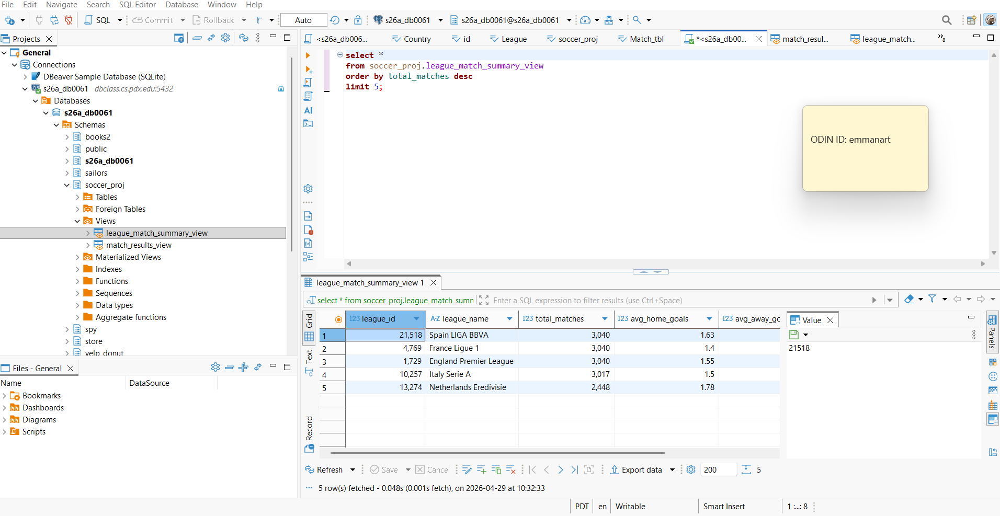 File Edit Navigate Search SQL Editor Database Window Help
SQL Commit Rollback T Auto s26a_db0061 s26a_db0061@s26a_db0061
Projects
General
Connections
DBeaver Sample Database (SQLite)
s26a_db0061 dbclass.cs.pdx.edu:5432
Databases
s26a_db0061
Schemas
books2
public
s26a_db0061
sailors
soccer_proj
Tables
Foreign Tables
Views
league_match_summary_view
match_results_view
Materialized Views
Indexes
Functions
Sequences
Data types
Aggregate functions
spy
store
velp_donut
Files - General
Name DataSource
Bookmarks
Dashboards
Diagrams
Scripts
<s26a_db006... Country id League soccer_proj Match_tbl *<s26a_db00... match_resul... league_match... »8
select *
from soccer_proj.league_match_summary_view
order by total_matches desc
limit 5;
AI
ODIN ID: emmanart
league_match_summary_view 1
select * from soccer_proj.league_match_sumn Enter a SQL expression to filter results (use Ctrl+Space)
Grid
Text
Record
123 league_id A-Z league_name 123 total_matches 123 avg_home_goals 123 avg_away_go
1 21,518 Spain LIGA BBVA 3,040 1.63
2 4,769 France Ligue 1 3,040 1.4
3 1,729 England Premier League 3,040 1.55
4 10,257 Italy Serie A 3,017 1.5
5 13,274 Netherlands Eredivisie 2,448 1.78
Value
21518
Panels
Refresh Save Cancel Export data 200 5
5 row(s) fetched - 0.048s (0.001s fetch), on 2026-04-29 at 10:32:33
PDT en Writable Smart Insert 1 :...: 8